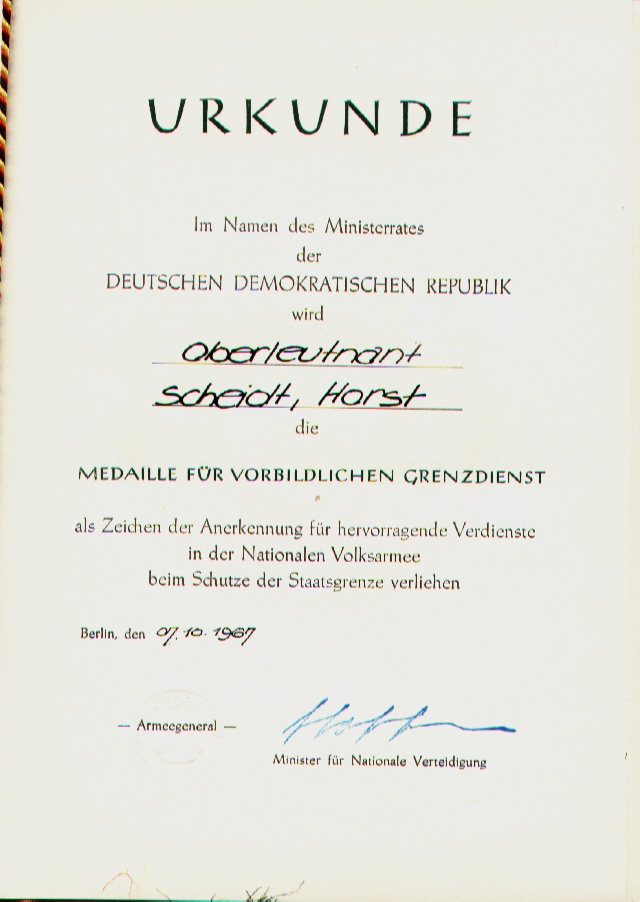 URKUNDE
Im Namen des Ministerrates
der
DEUTSCHEN DEMOKRATISCHEN REPUBLIK
wird
Oberleutnant
Scheidt, Horst
die
MEDAILLE FÜR VORBILDLICHEN GRENZDIENST
als Zeichen der Anerkennung für hervorragende Verdienste
in der Nationalen Volksarmee
beim Schutze der Staatsgrenze verliehen
Berlin, den 07.10.1967
— Armeegeneral —
Minister für Nationale Verteidigung